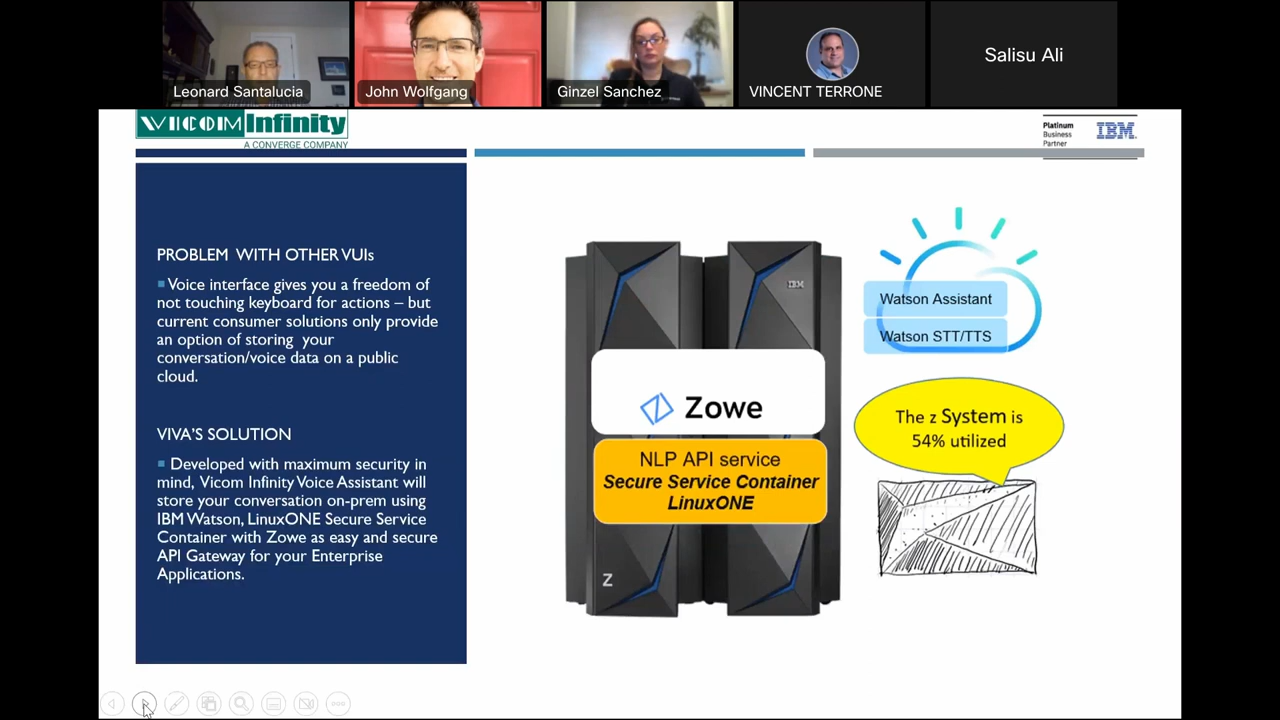 Leonard Santalucia
John Wolfgang
Ginzel Sanchez
VINCENT TERRONE
Salisu Ali
VICOM Infinity
A CONVERGE COMPANY
Platinum
Business
Partner
IBM
PROBLEM WITH OTHER VUIs
Voice interface gives you a freedom of
not touching keyboard for actions – but
current consumer solutions only provide
an option of storing your
conversation/voice data on a public
cloud.
VIVA'S SOLUTION
Developed with maximum security in
mind, Vicom Infinity Voice Assistant will
store your conversation on-prem using
IBM Watson, LinuxONE Secure Service
Container with Zowe as easy and secure
API Gateway for your Enterprise
Applications.
IBM
Zowe
NLP API service
Secure Service Container
LinuxONE
Z
Watson Assistant
Watson STT/TTS
The z System is
54% utilized